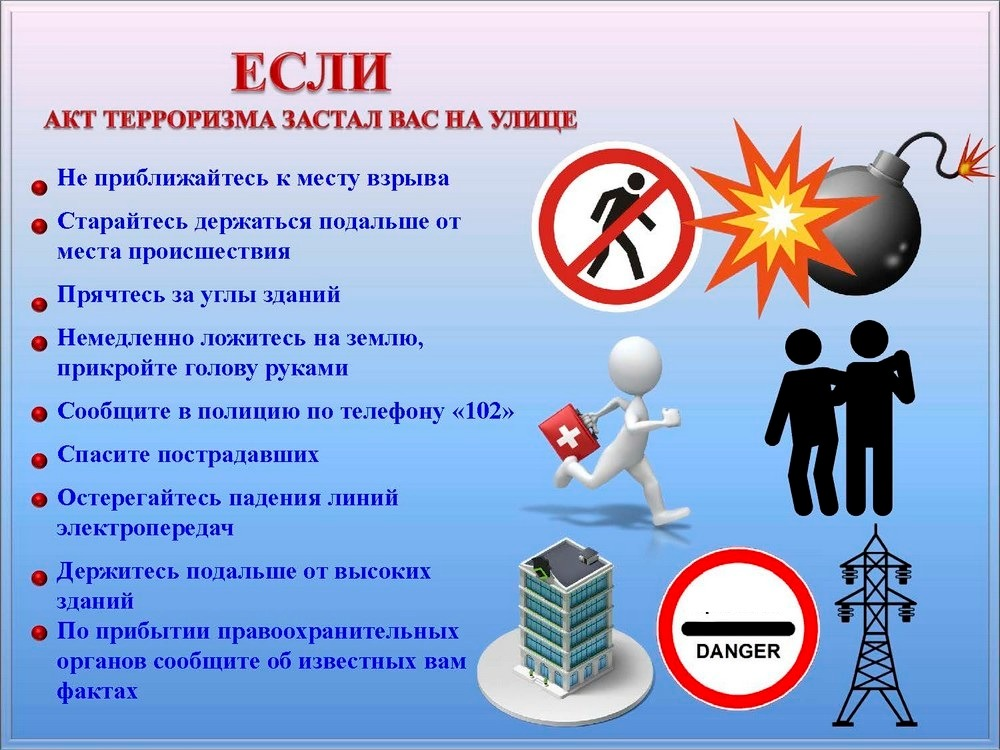 ЕСЛИ
АКТ ТЕРРОРИЗМА ЗАСТАЛ ВАС НА УЛИЦЕ
Не приближайтесь к месту взрыва
Старайтесь держаться подальше от
места происшествия
Прячтесь за углы зданий
Немедленно ложитесь на землю,
прикройте голову руками
Сообщите в полицию по телефону «102»
Спасите пострадавших
Остерегайтесь падения линий
электропередач
Держитесь подальше от высоких
зданий
По прибытии правоохранительных
органов сообщите об известных вам
фактах
DANGER